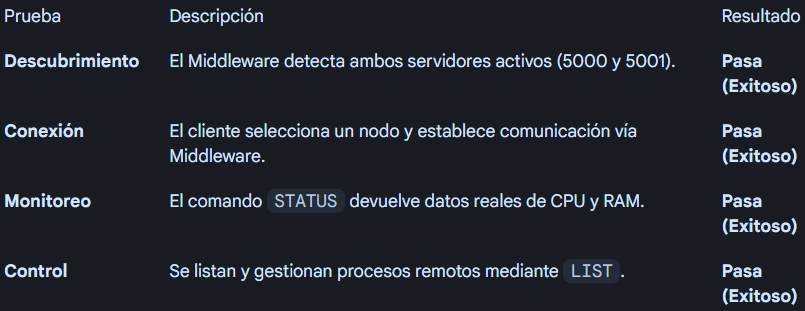 Prueba Descripción Resultado
Descubrimiento El Middleware detecta ambos servidores activos (5000 y 5001). Pasa
(Exitoso)
Conexión El cliente selecciona un nodo y establece comunicación vía Pasa
Middleware. (Exitoso)
Monitoreo El comando STATUS devuelve datos reales de CPU y RAM. Pasa
(Exitoso)
Control Se listan y gestionan procesos remotos mediante LIST. Pasa
(Exitoso)